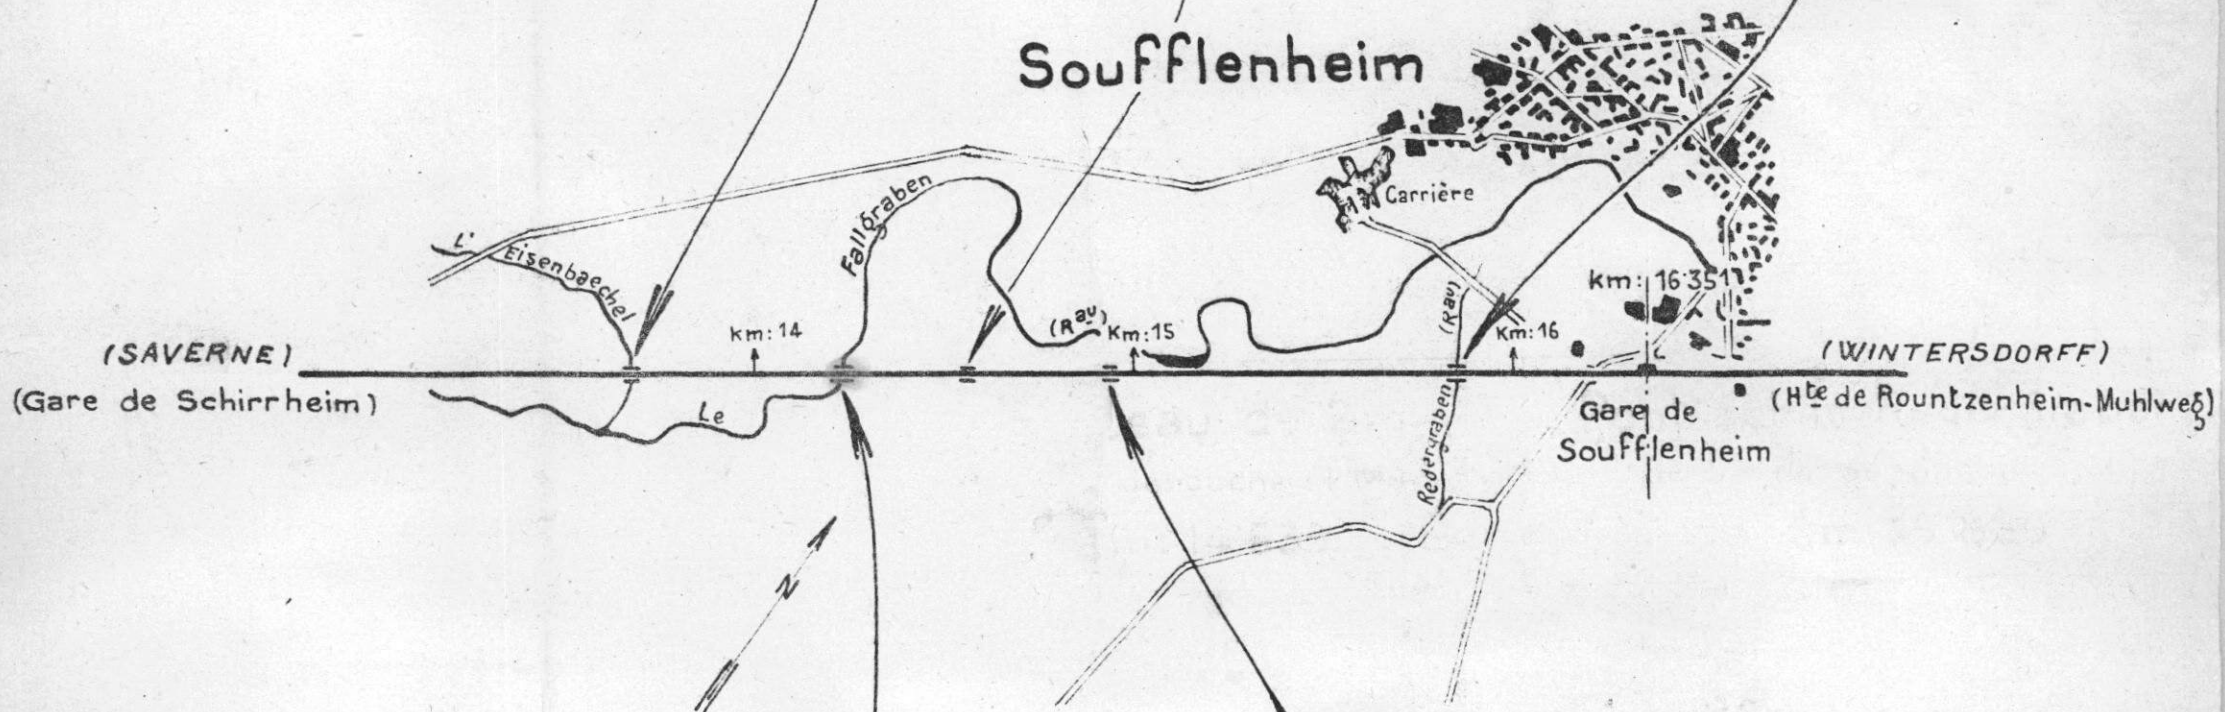 Soufflenheim
Fallgraben
Carrière
L'
Eisenbaechel
km: 16.351
(Rau)
(Rau)
km: 14
Km: 15
Km: 16
(SAVERNE)
(WINTERSDORFF)
(Gare de Schirrheim)
(Hte de Rountzenheim-Muhlweg)
Le
Redergraben
Gare de
Soufflenheim
N